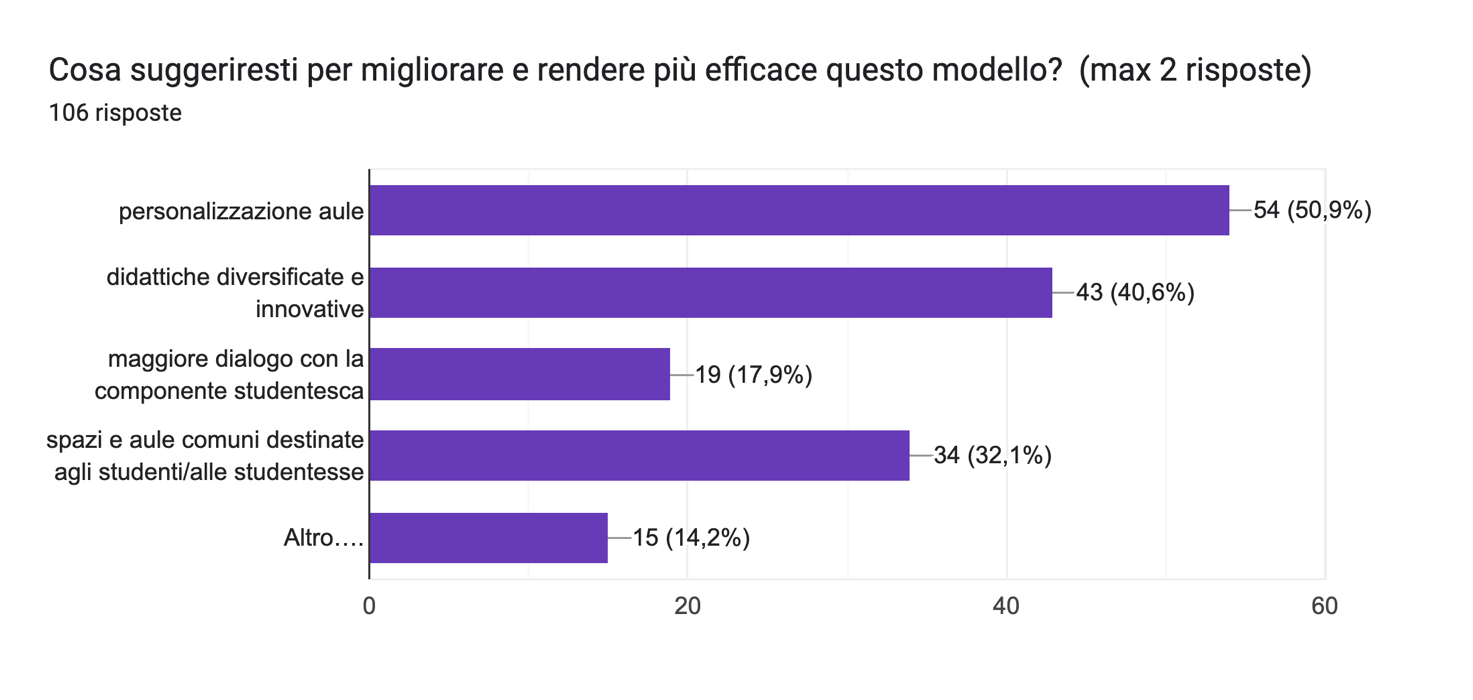 Cosa suggeriresti per migliorare e rendere più efficace questo modello?  (max 2 risposte)
106 risposte
personalizzazione aule
54 (50,9%)
didattiche diversificate e
innovative
43 (40,6%)
maggiore dialogo con la
componente studentesca
19 (17,9%)
spazi e aule comuni destinate
agli studenti/alle studentesse
34 (32,1%)
Altro….
15 (14,2%)
0
20
40
60